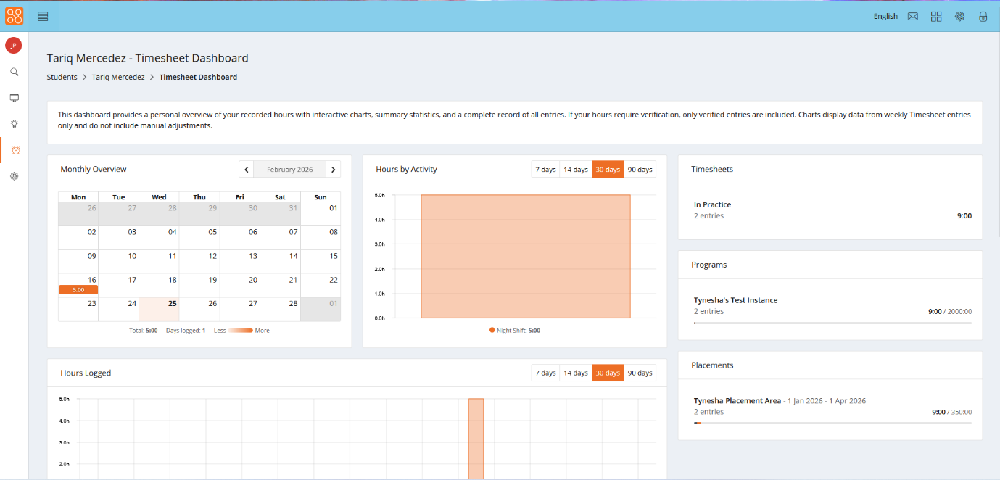 English
JP
Tariq Mercedez - Timesheet Dashboard
Students > Tariq Mercedez > Timesheet Dashboard
This dashboard provides a personal overview of your recorded hours with interactive charts, summary statistics, and a complete record of all entries. If your hours require verification, only verified entries are included. Charts display data from weekly Timesheet entries
only and do not include manual adjustments.
Monthly Overview
< February 2026 >
Mon Tue Wed Thu Fri Sat Sun
26 27 28 29 30 31 01
02 03 04 05 06 07 08
09 10 11 12 13 14 15
16 17 18 19 20 21 22
5:00
23 24 25 26 27 28 01
Total: 5:00 Days logged: 1 Less More
Hours by Activity
7 days 14 days 30 days 90 days
5.0h
4.0h
3.0h
2.0h
1.0h
0.0h
Night Shift: 5:00
Timesheets
In Practice
2 entries
9:00
Programs
Tynesha's Test Instance
2 entries
9:00 / 2000:00
Placements
Tynesha Placement Area - 1 Jan 2026 - 1 Apr 2026
2 entries
9:00 / 350:00
Hours Logged
7 days 14 days 30 days 90 days
5.0h
4.0h
3.0h
2.0h